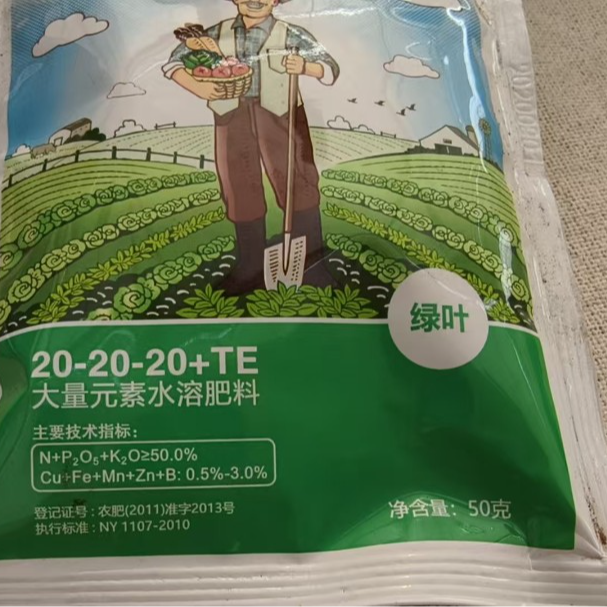 绿叶
20-20-20+TE
大量元素水溶肥料
主要技术指标:
N+P₂O₅+K₂O≥50.0%
Cu+Fe+Mn+Zn+B: 0.5%-3.0%
登记证号: 农肥(2011)准字2013号
执行标准: NY 1107-2010
净含量: 50克